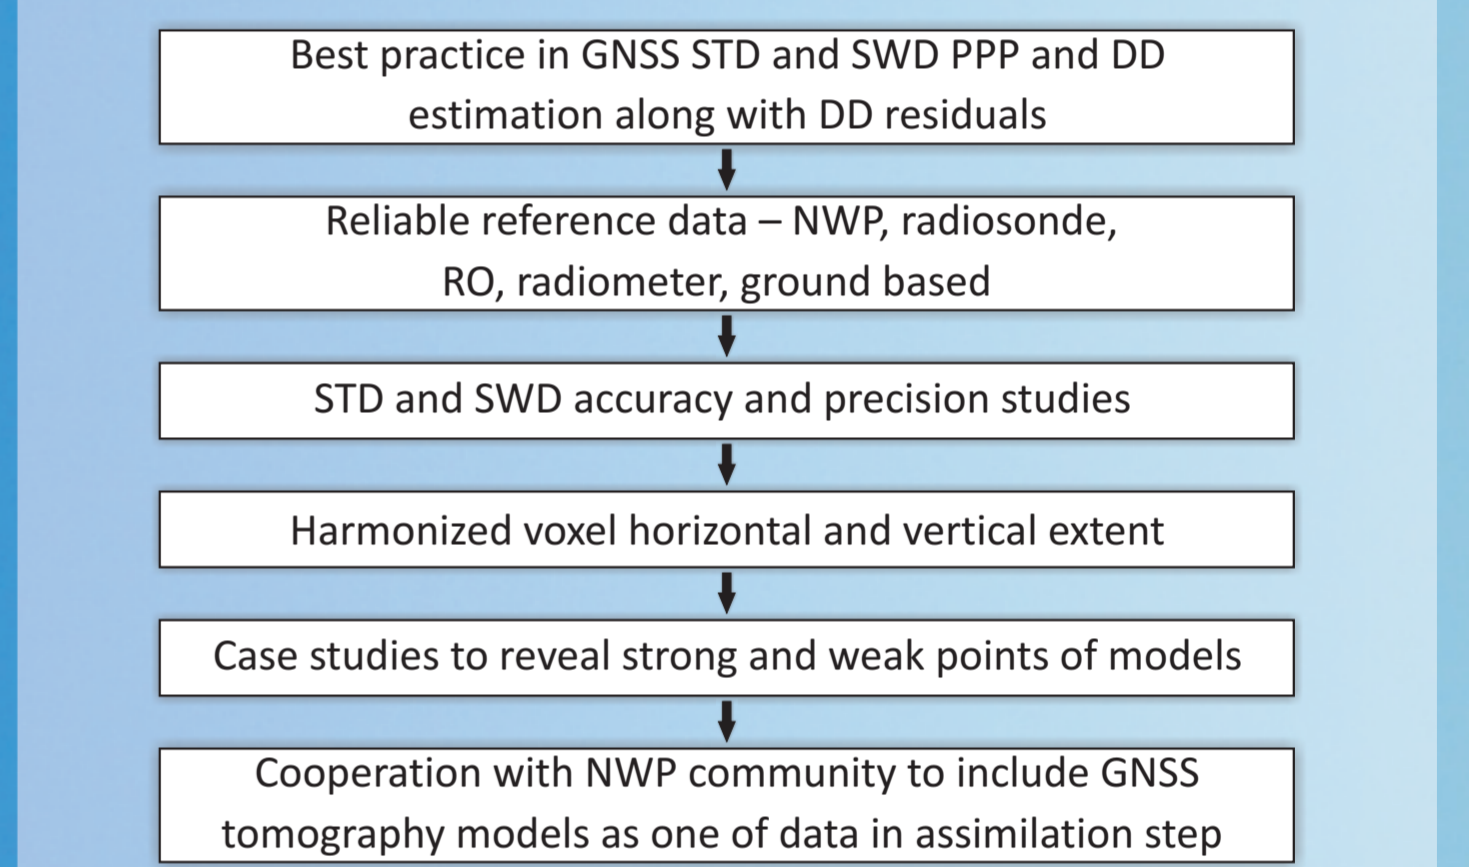 Best practice in GNSS STD and SWD PPP and DD
estimation along with DD residuals
Reliable reference data – NWP, radiosonde,
RO, radiometer, ground based
STD and SWD accuracy and precision studies
Harmonized voxel horizontal and vertical extent
Case studies to reveal strong and weak points of models
Cooperation with NWP community to include GNSS
tomography models as one of data in assimilation step